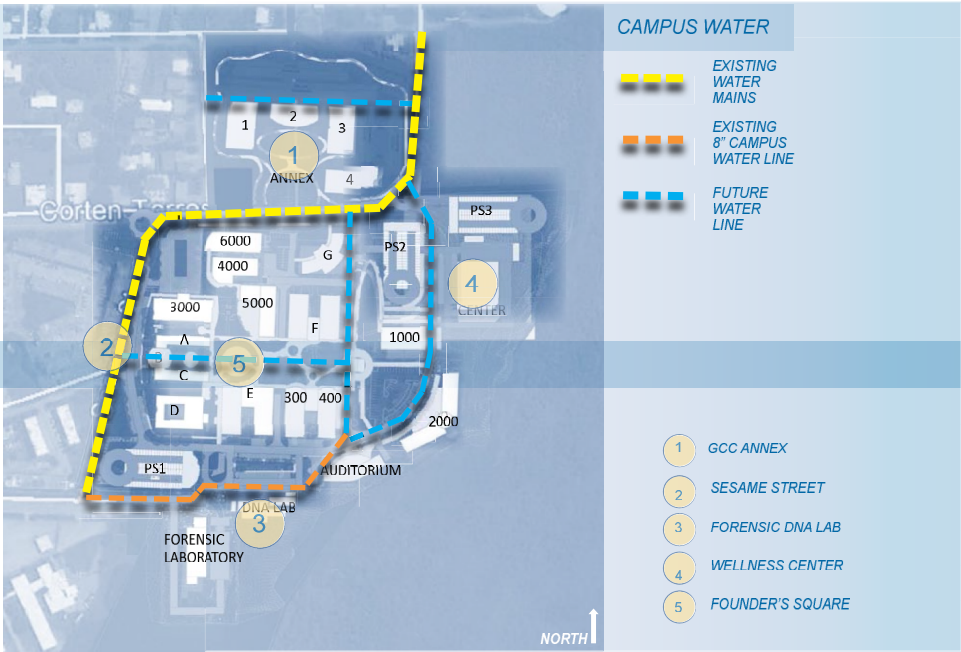 CAMPUS WATER
EXISTING
WATER
MAINS
EXISTING
8” CAMPUS
WATER LINE
FUTURE
WATER
LINE
1
2
3
1
4
ANNEX
Corten-Torres
PS3
6000
G
PS2
4000
4
CENTER
5000
3000
F
1000
A
2
5
C
E
300
400
D
2000
PS1
AUDITORIUM
DNA LAB
3
FORENSIC
LABORATORY
NORTH
1 GCC ANNEX
2 SESAME STREET
3 FORENSIC DNA LAB
4 WELLNESS CENTER
5 FOUNDER’S SQUARE